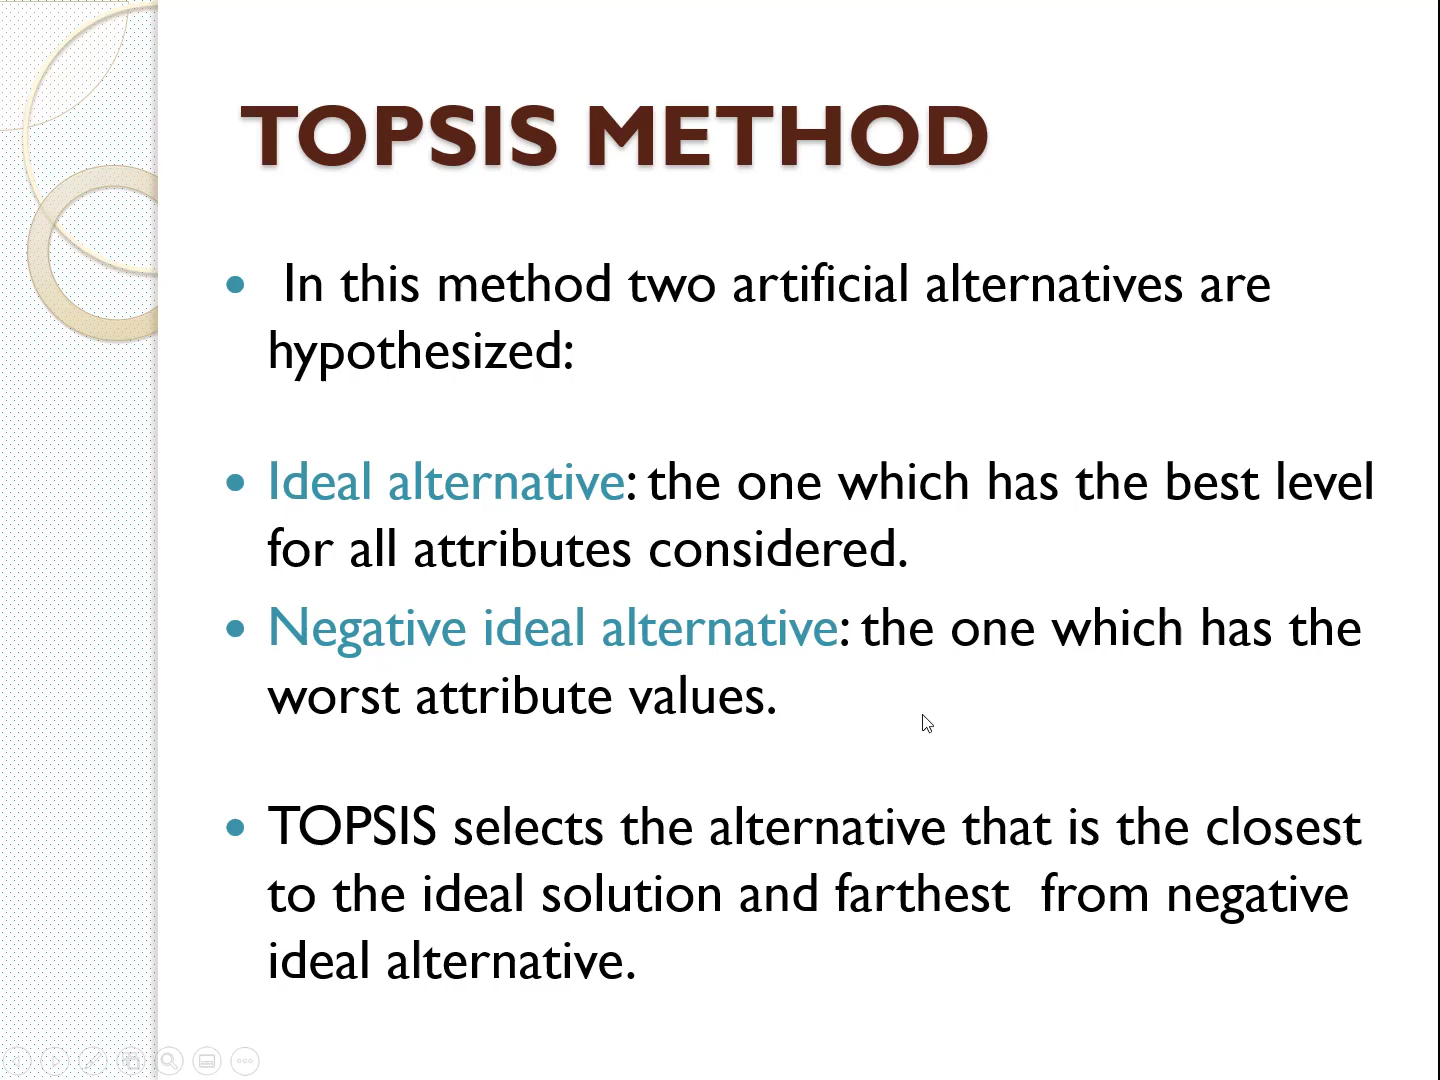 TOPSIS METHOD
• In this method two artificial alternatives are
hypothesized:
• Ideal alternative: the one which has the best level
for all attributes considered.
• Negative ideal alternative: the one which has the
worst attribute values.
• TOPSIS selects the alternative that is the closest
to the ideal solution and farthest  from negative
ideal alternative.